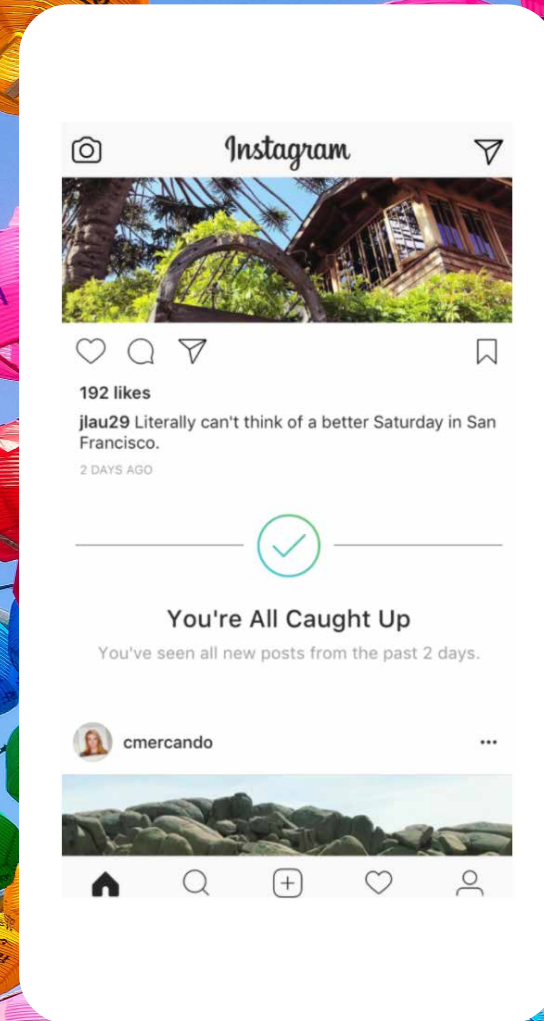 Instagram
192 likes
jlau29 Literally can't think of a better Saturday in San
Francisco.
2 DAYS AGO
You're All Caught Up
You've seen all new posts from the past 2 days.
cmercando